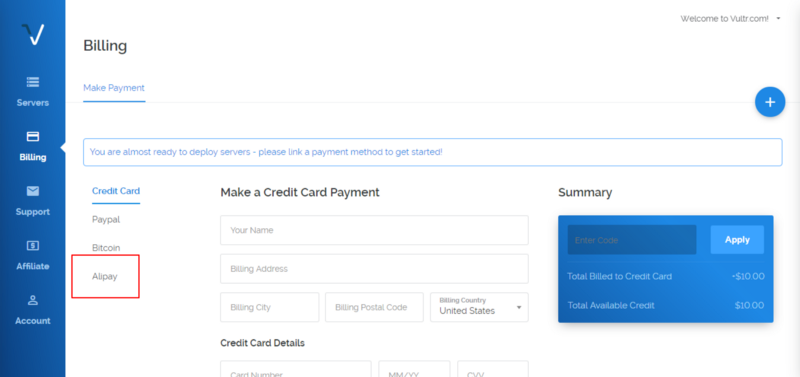 Welcome to Vultr.com!
Billing
Servers
Billing
Support
Affiliate
Account
Make Payment
You are almost ready to deploy servers - please link a payment method to get started!
Credit Card
Paypal
Bitcoin
Alipay
Make a Credit Card Payment
Your Name
Billing Address
Billing City
Billing Postal Code
Billing Country
United States
Credit Card Details
Card Number
MM/YY
CVV
Summary
Enter Code
Apply
Total Billed to Credit Card
-$10.00
Total Available Credit
$10.00